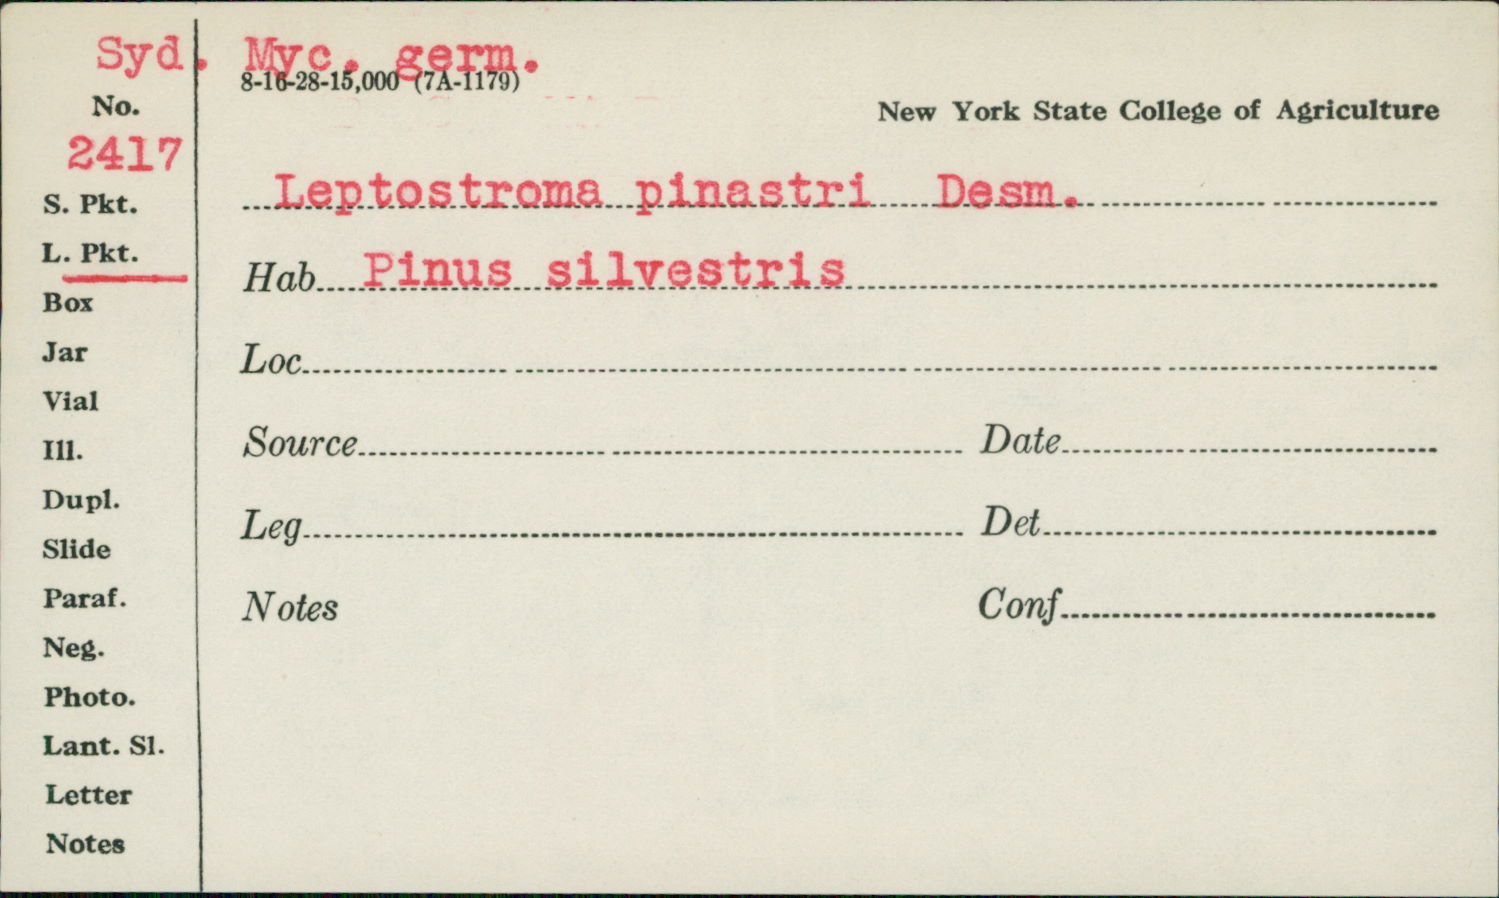 Syd. Myc. germ.
8-16-28-15,000 (7A-1179)
No.
New York State College of Agriculture
2417
Leptostroma pinastri Desm.
S. Pkt.
L. Pkt.
Hab Pinus silvestris
Box
Jar
Loc
Vial
Ill.
Source Date
Dupl.
Slide
Leg Det
Paraf.
Notes Conf
Neg.
Photo.
Lant. Sl.
Letter
Notes